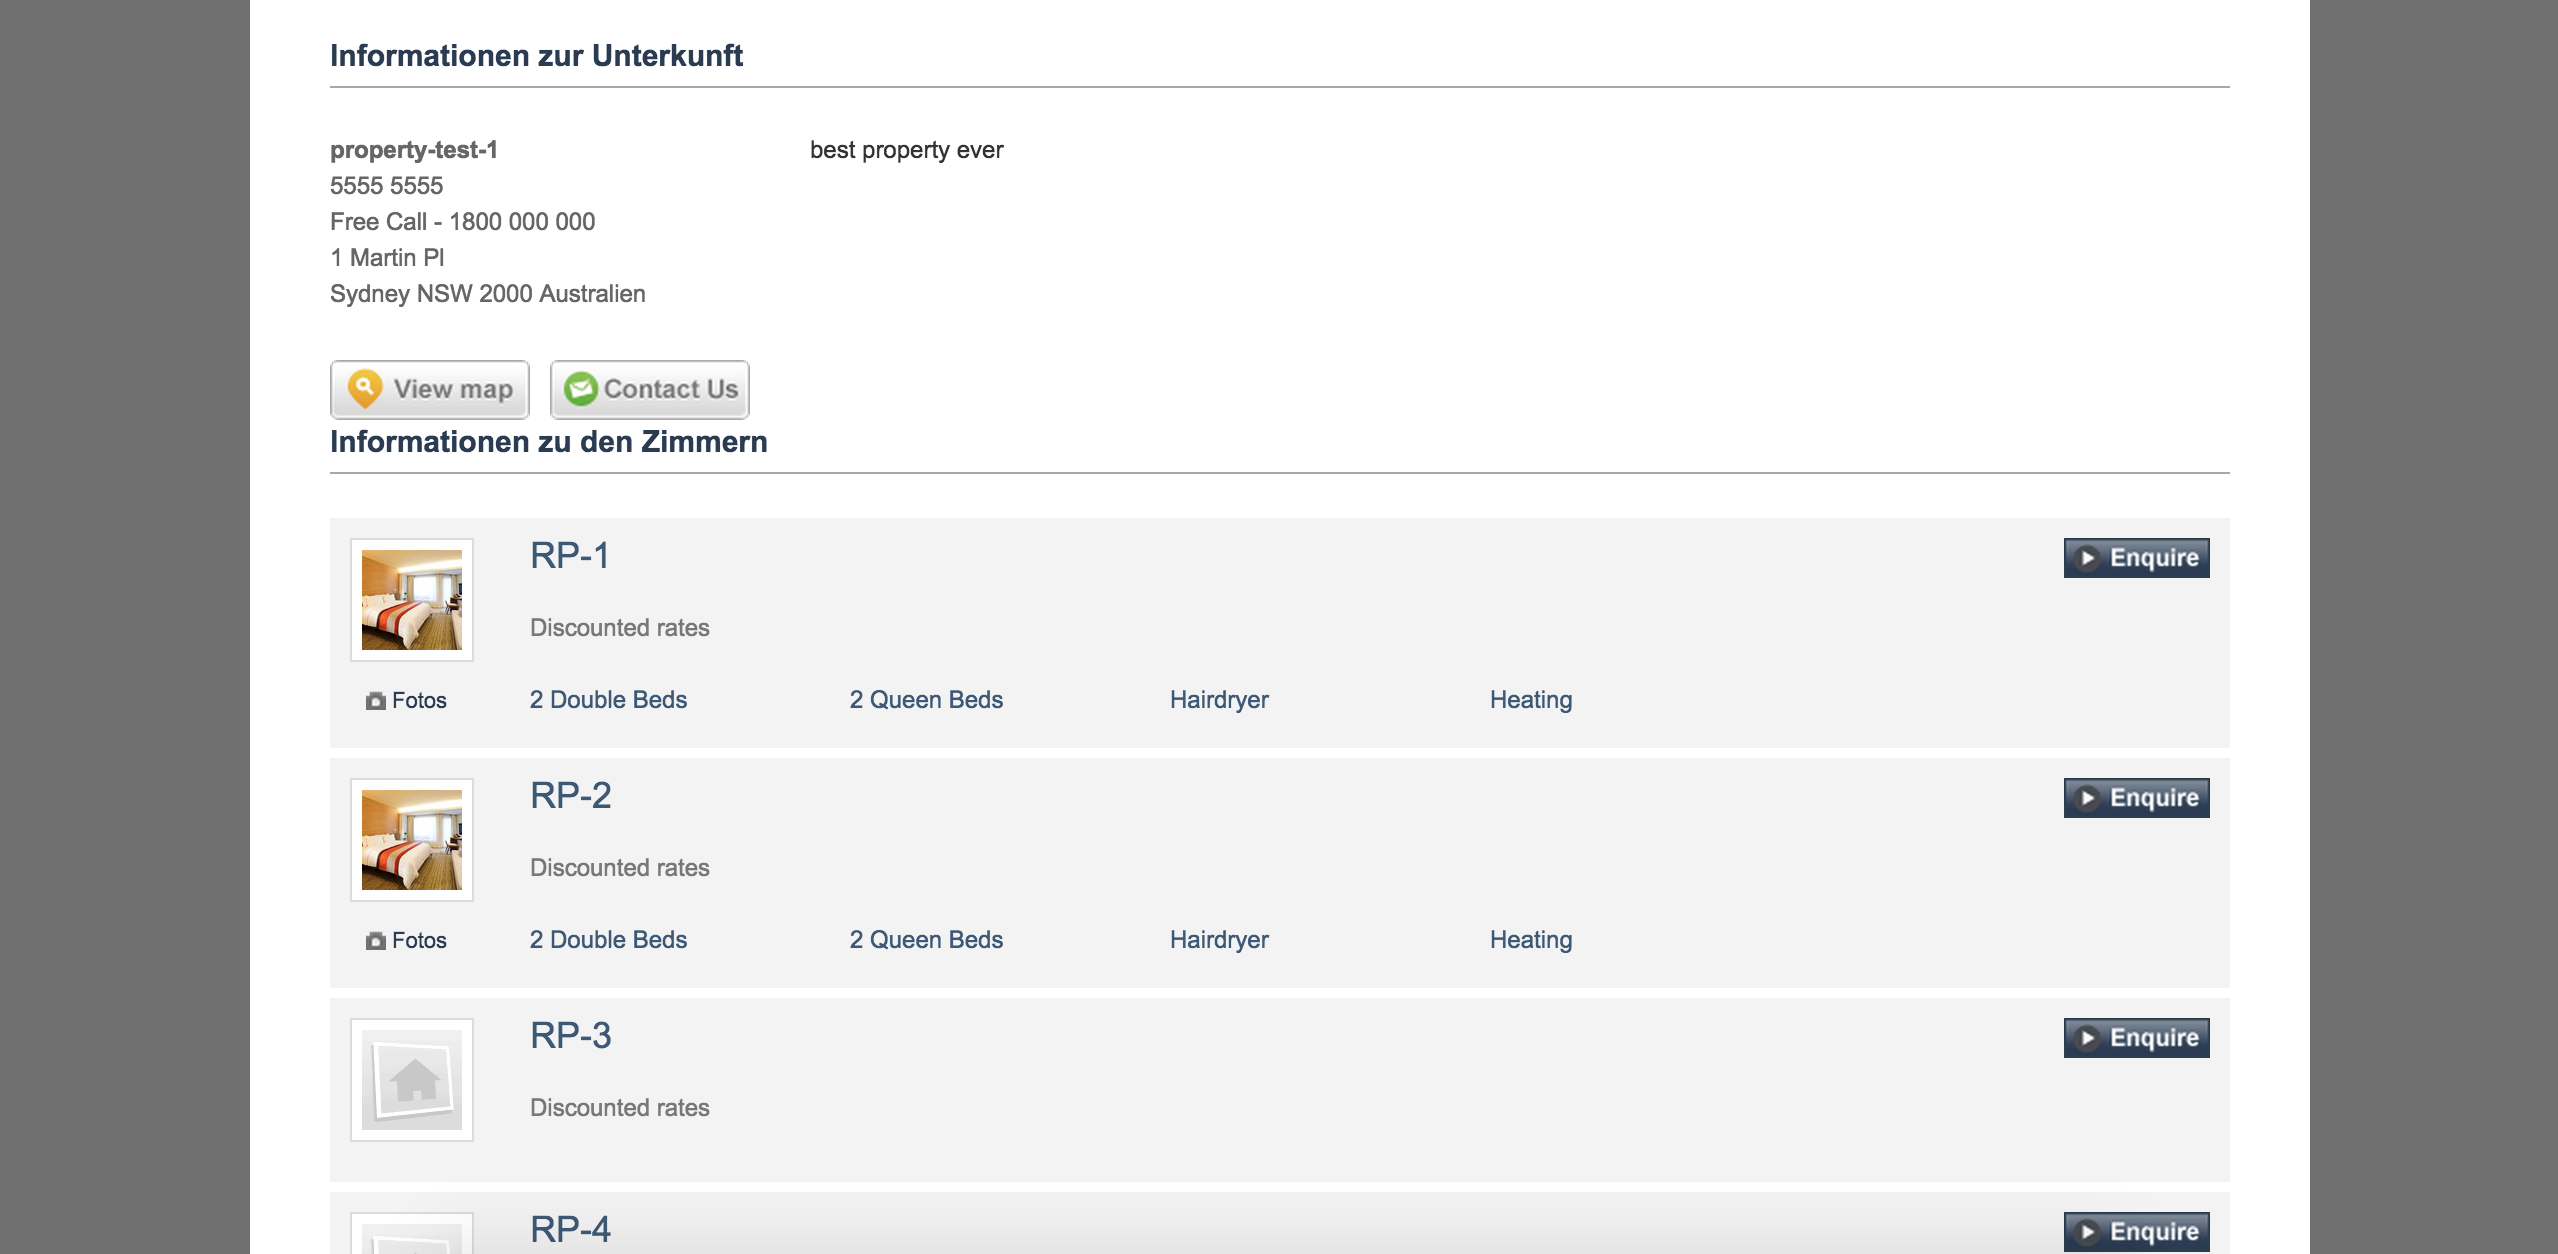 Informationen zur Unterkunft
property-test-1
best property ever
5555 5555
Free Call - 1800 000 000
1 Martin Pl
Sydney NSW 2000 Australien
View map
Contact Us
Informationen zu den Zimmern
RP-1
Enquire
Discounted rates
Fotos
2 Double Beds
2 Queen Beds
Hairdryer
Heating
RP-2
Enquire
Discounted rates
Fotos
2 Double Beds
2 Queen Beds
Hairdryer
Heating
RP-3
Enquire
Discounted rates
RP-4
Enquire